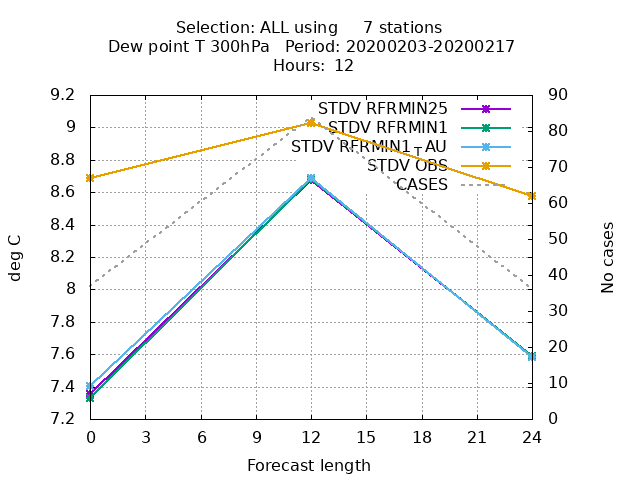 Selection: ALL using 7 stations
Dew point T 300hPa Period: 20200203-20200217
Hours: 12
STDV RFRMIN25
STDV RFRMIN1
STDV RFRMIN1_AU
STDV OBS
CASES
9.2
9
8.8
8.6
8.4
8.2
8
7.8
7.6
7.4
7.2
deg C
90
80
70
60
50
40
30
20
10
0
No cases
0 3 6 9 12 15 18 21 24
Forecast length